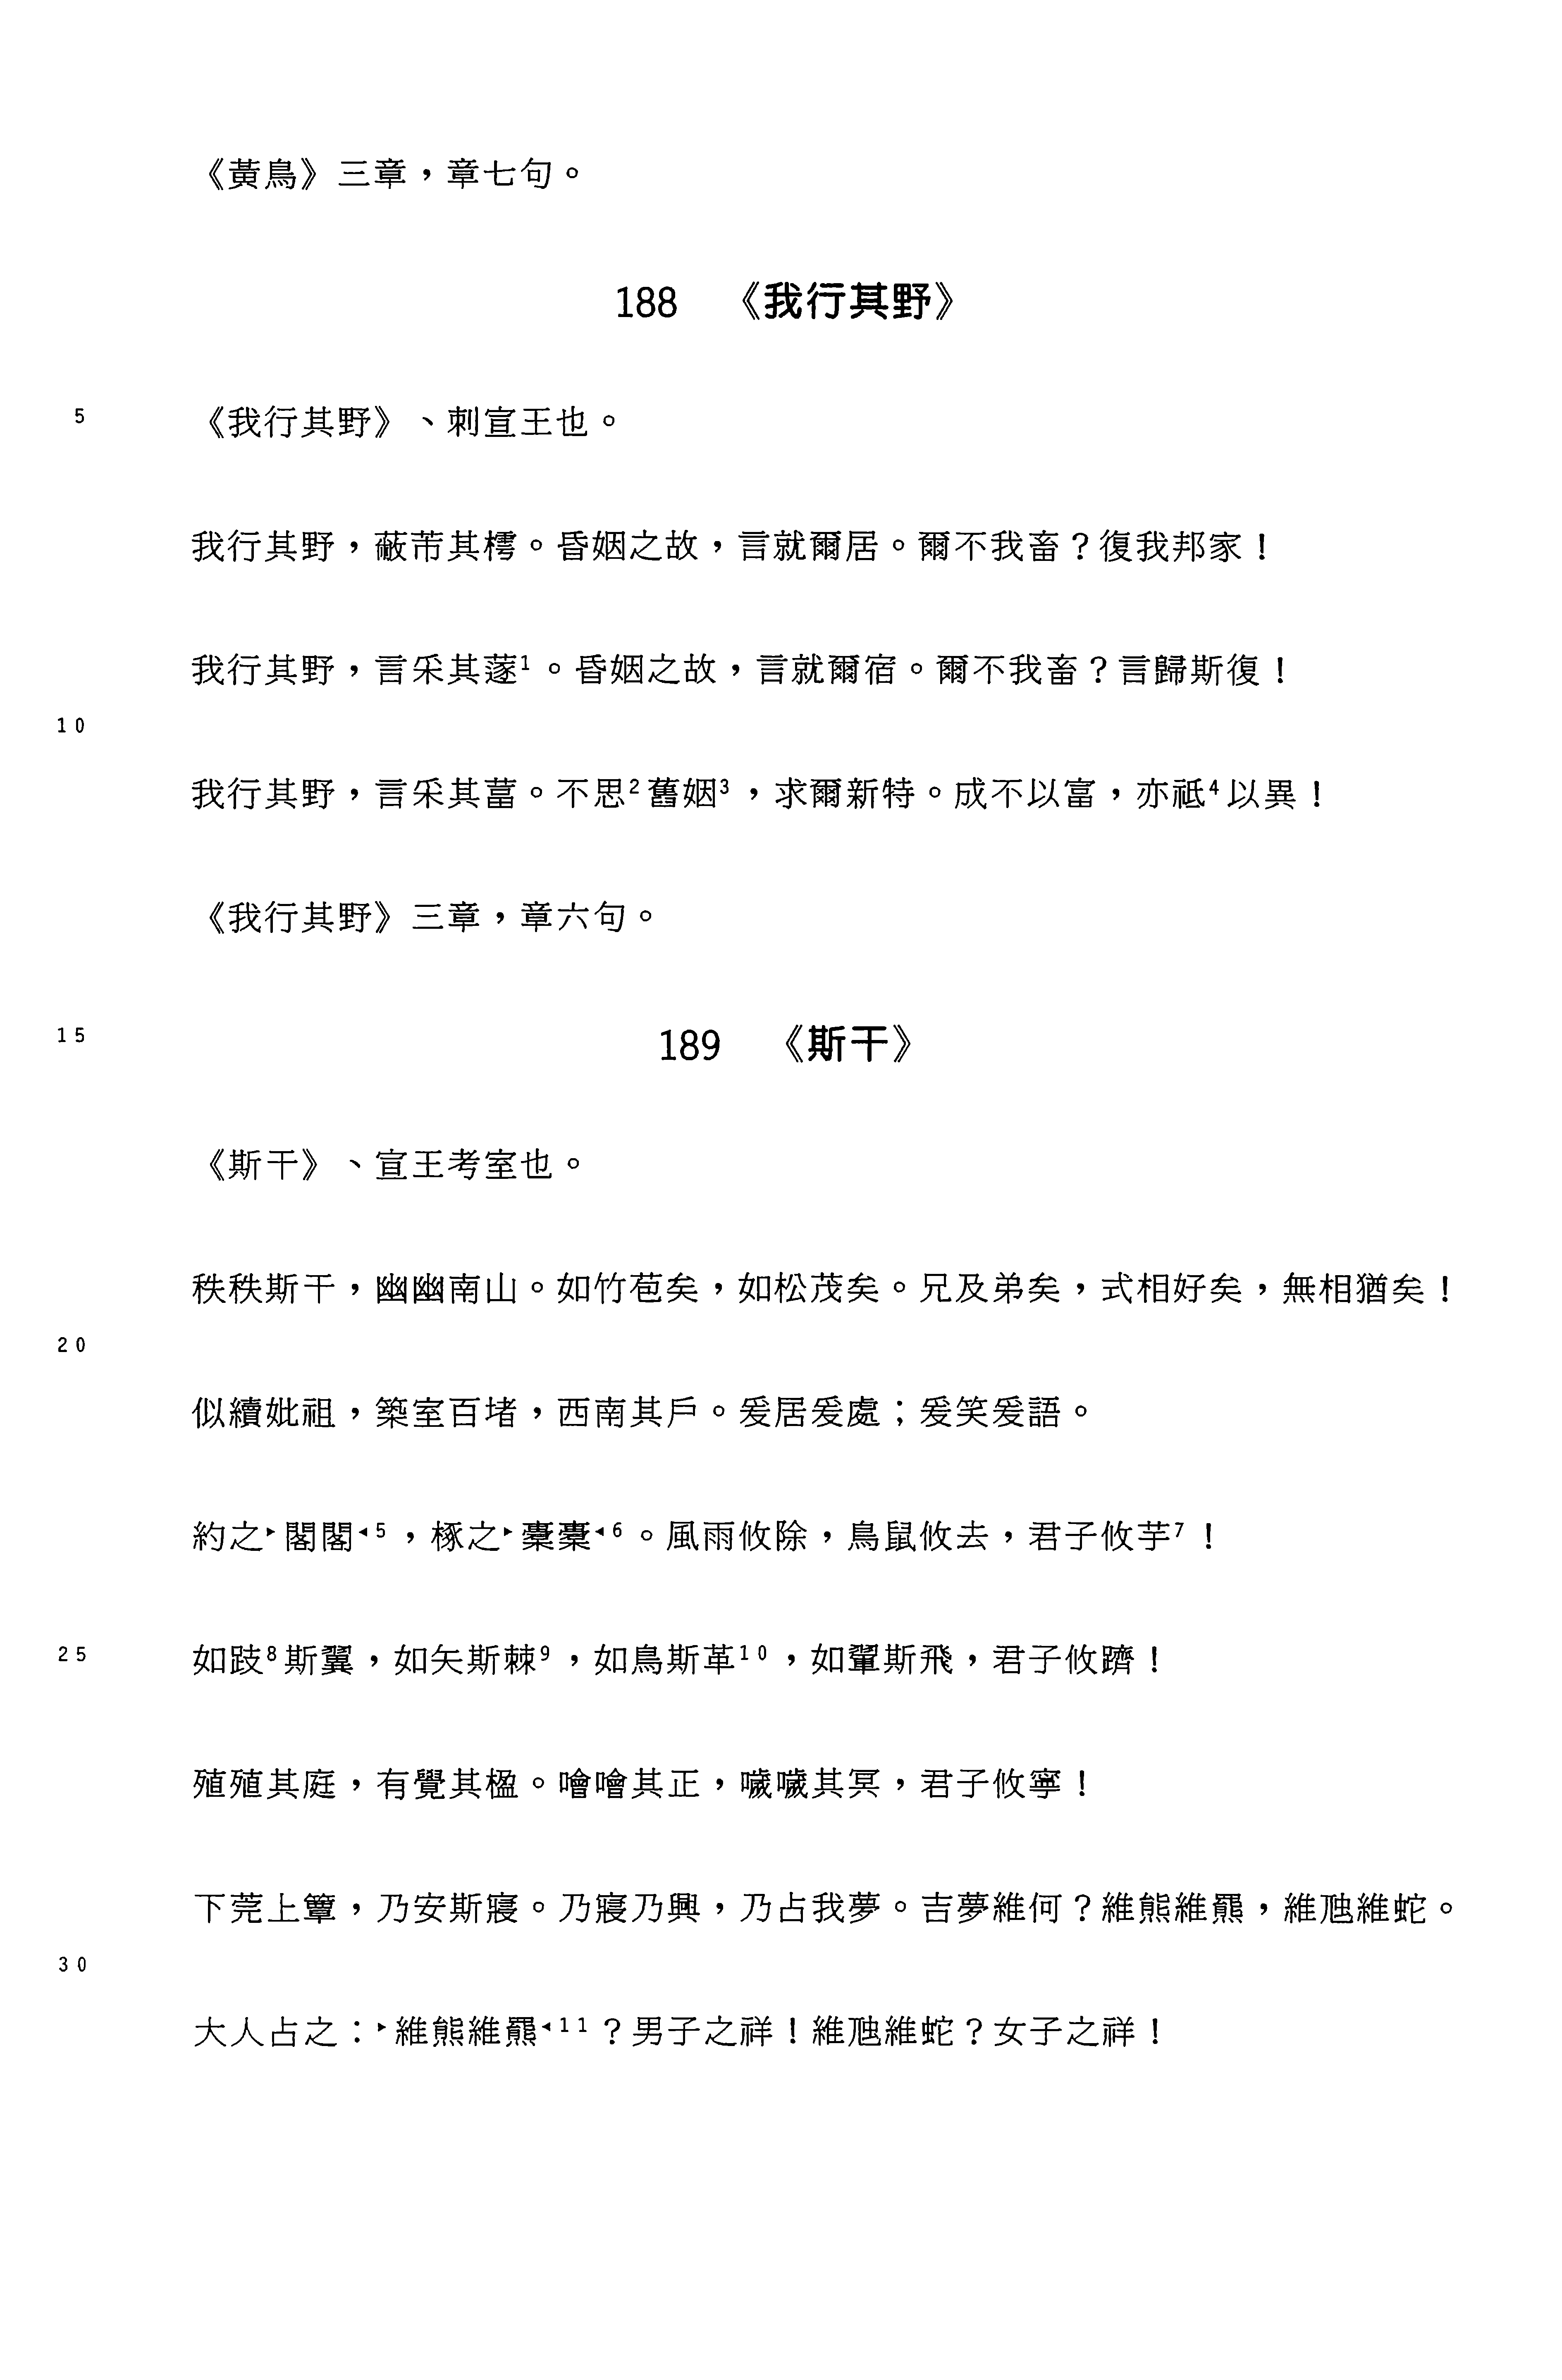 《黃鳥》三章，章七句。
188 《我行其野》
5 《我行其野》、刺宣王也。
我行其野，蔽芾其樗。昏姻之故，言就爾居。爾不我畜？復我邦家！
我行其野，言采其蓫1。昏姻之故，言就爾宿。爾不我畜？言歸斯復！
10
我行其野，言采其葍。不思2舊姻3，求爾新特。成不以富，亦祇4以異！
《我行其野》三章，章六句。
15 189 《斯干》
《斯干》、宣王考室也。
秩秩斯干，幽幽南山。如竹苞矣，如松茂矣。兄及弟矣，式相好矣，無相猶矣！
20
似續妣祖，築室百堵，西南其戶。爰居爰處；爰笑爰語。
約之▸閣閣◂5，椓之▸橐橐◂6。風雨攸除，鳥鼠攸去，君子攸芋7！
25 如跂8斯翼，如矢斯棘9，如鳥斯革10，如翬斯飛，君子攸躋！
殖殖其庭，有覺其楹。噲噲其正，噦噦其冥，君子攸寧！
下莞上簟，乃安斯寢。乃寢乃興，乃占我夢。吉夢維何？維熊維羆，維虺維蛇。
30
大人占之：▸維熊維羆◂11？男子之祥！維虺維蛇？女子之祥！